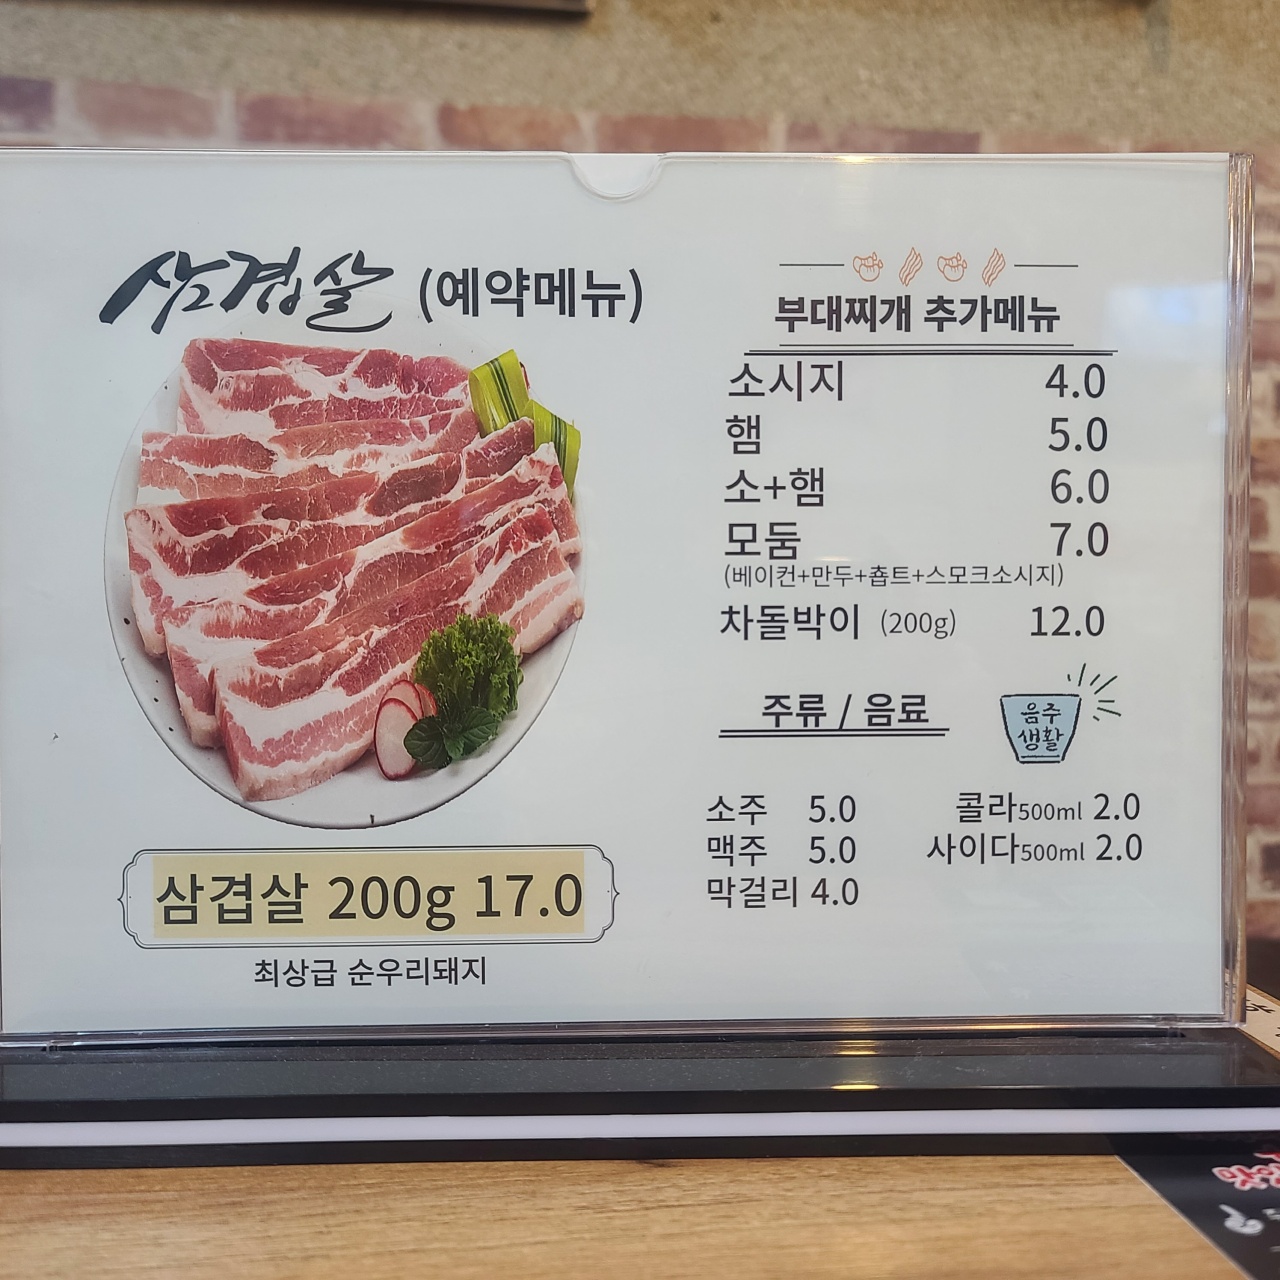 삼겹살 (예약메뉴)
삼겹살 200g 17.0
최상급 순우리돼지
부대찌개 추가메뉴
소시지 4.0
햄 5.0
소+햄 6.0
모둠 7.0
(베이컨+만두+춉트+스모크소시지)
차돌박이 (200g) 12.0
주류 / 음료
음주
생활
소주 5.0
맥주 5.0
막걸리 4.0
콜라500ml 2.0
사이다500ml 2.0